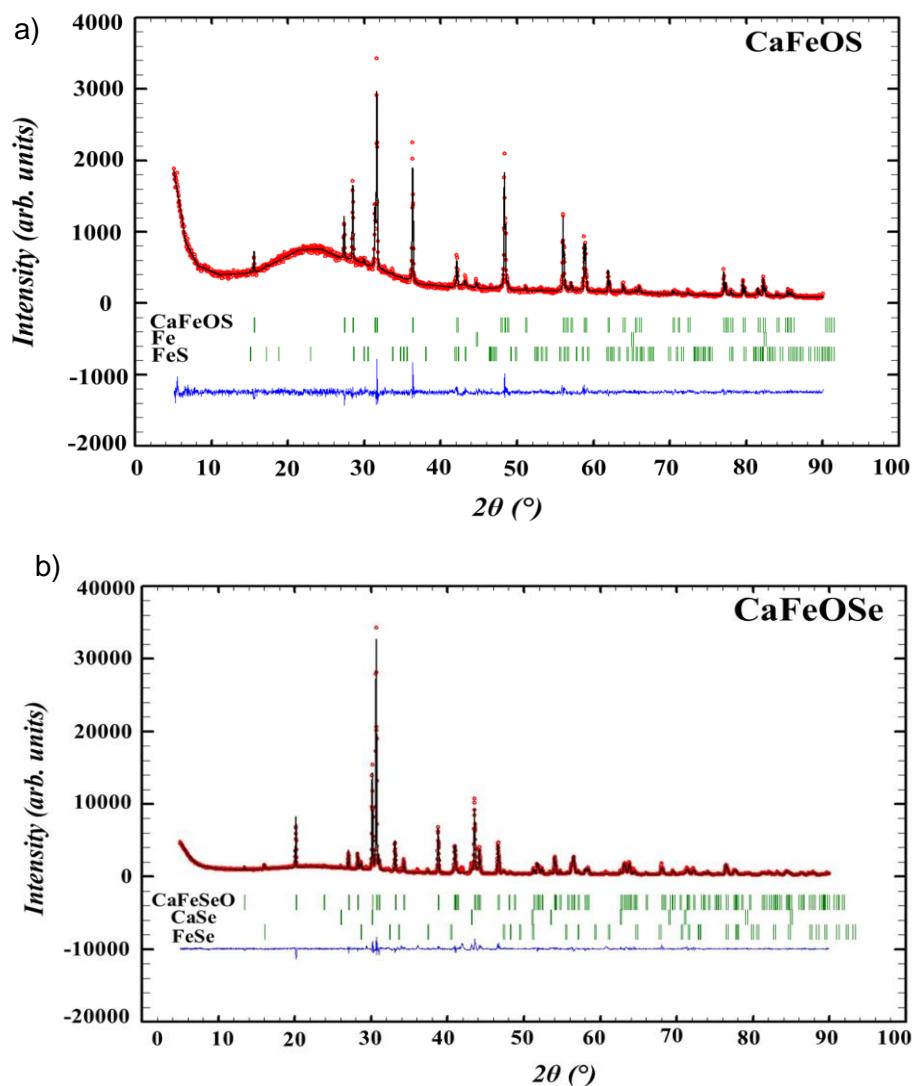 a)
CaFeOS
4000
3000
2000
1000
0
-1000
-2000
Intensity (arb. units)
CaFeOS
Fe
FeS
0 10 20 30 40 50 60 70 80 90 100
2θ (°)
b)
CaFeOSe
40000
30000
20000
10000
0
-10000
-20000
Intensity (arb. units)
CaFeSeO
CaSe
FeSe
0 10 20 30 40 50 60 70 80 90 100
2θ (°)